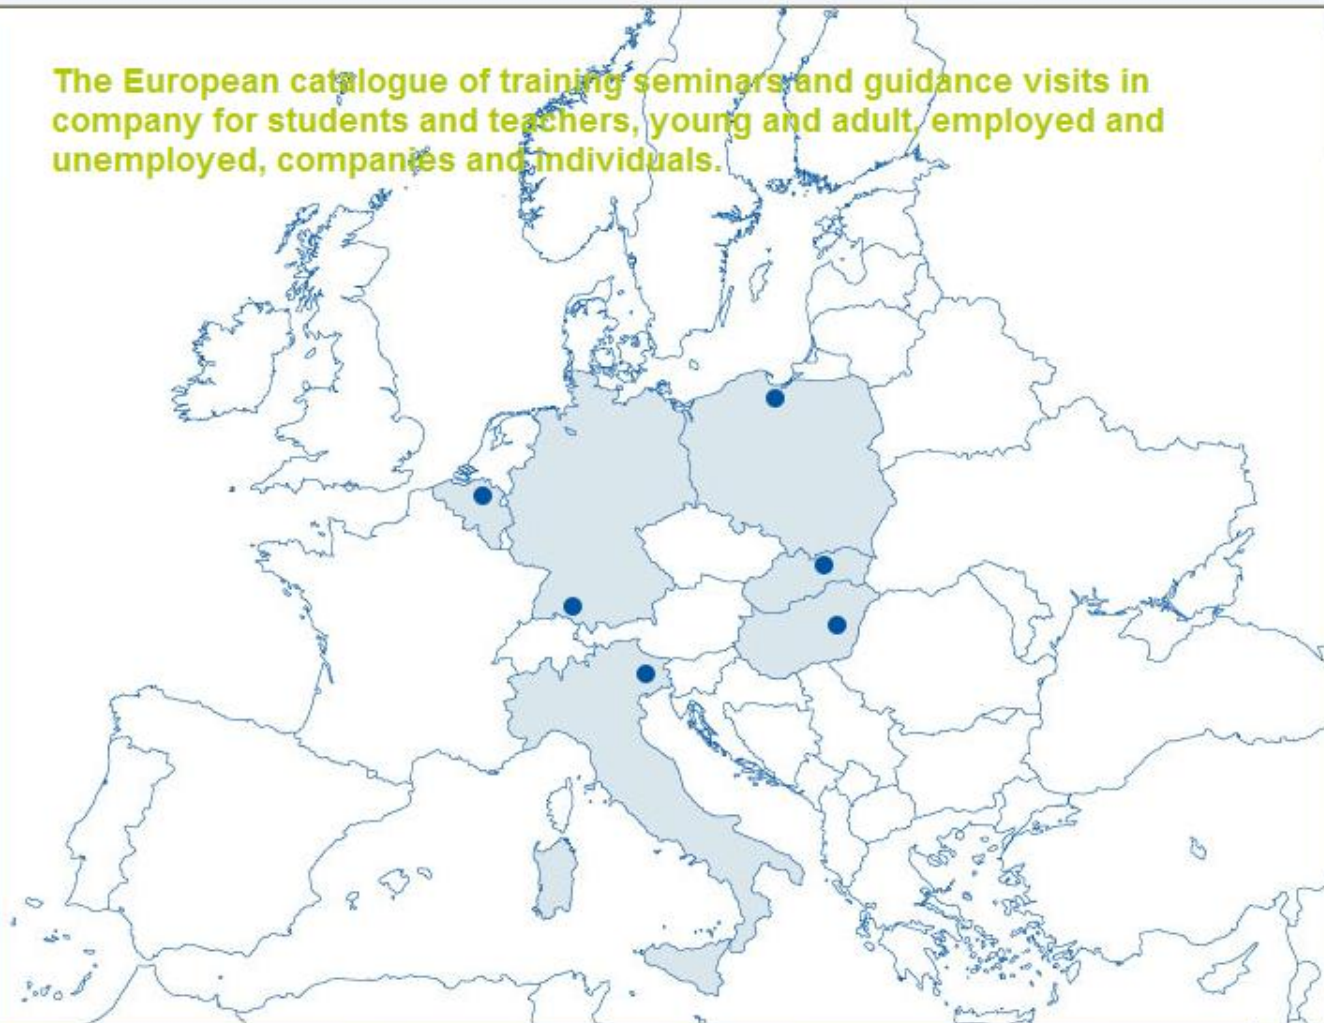 The European catalogue of training seminars and guidance visits in
company for students and teachers, young and adult, employed and
unemployed, companies and individuals.